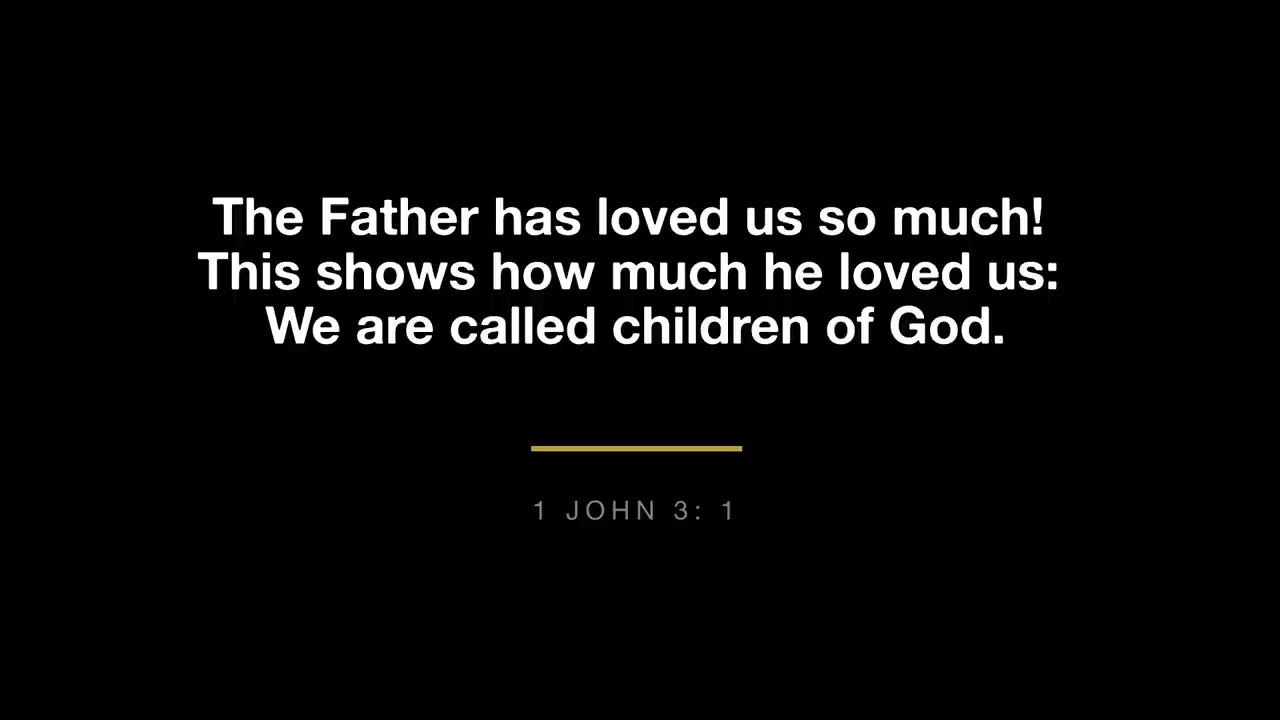 The Father has loved us so much!
This shows how much he loved us:
We are called children of God.
1 JOHN 3: 1